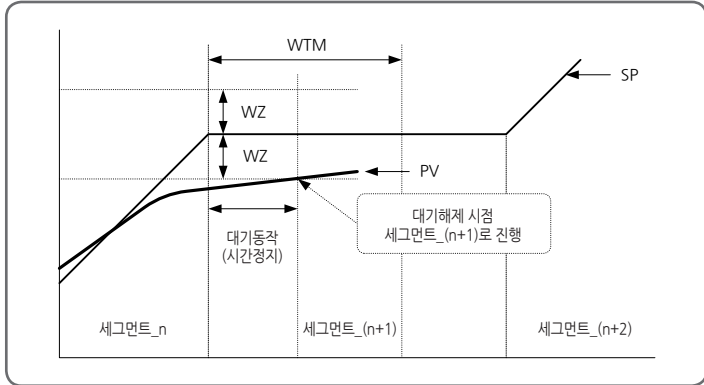 WTM
SP
WZ
WZ
PV
대기해제 시점
세그먼트_(n+1)로 진행
대기동작
(시간정지)
세그먼트_n
세그먼트_(n+1)
세그먼트_(n+2)